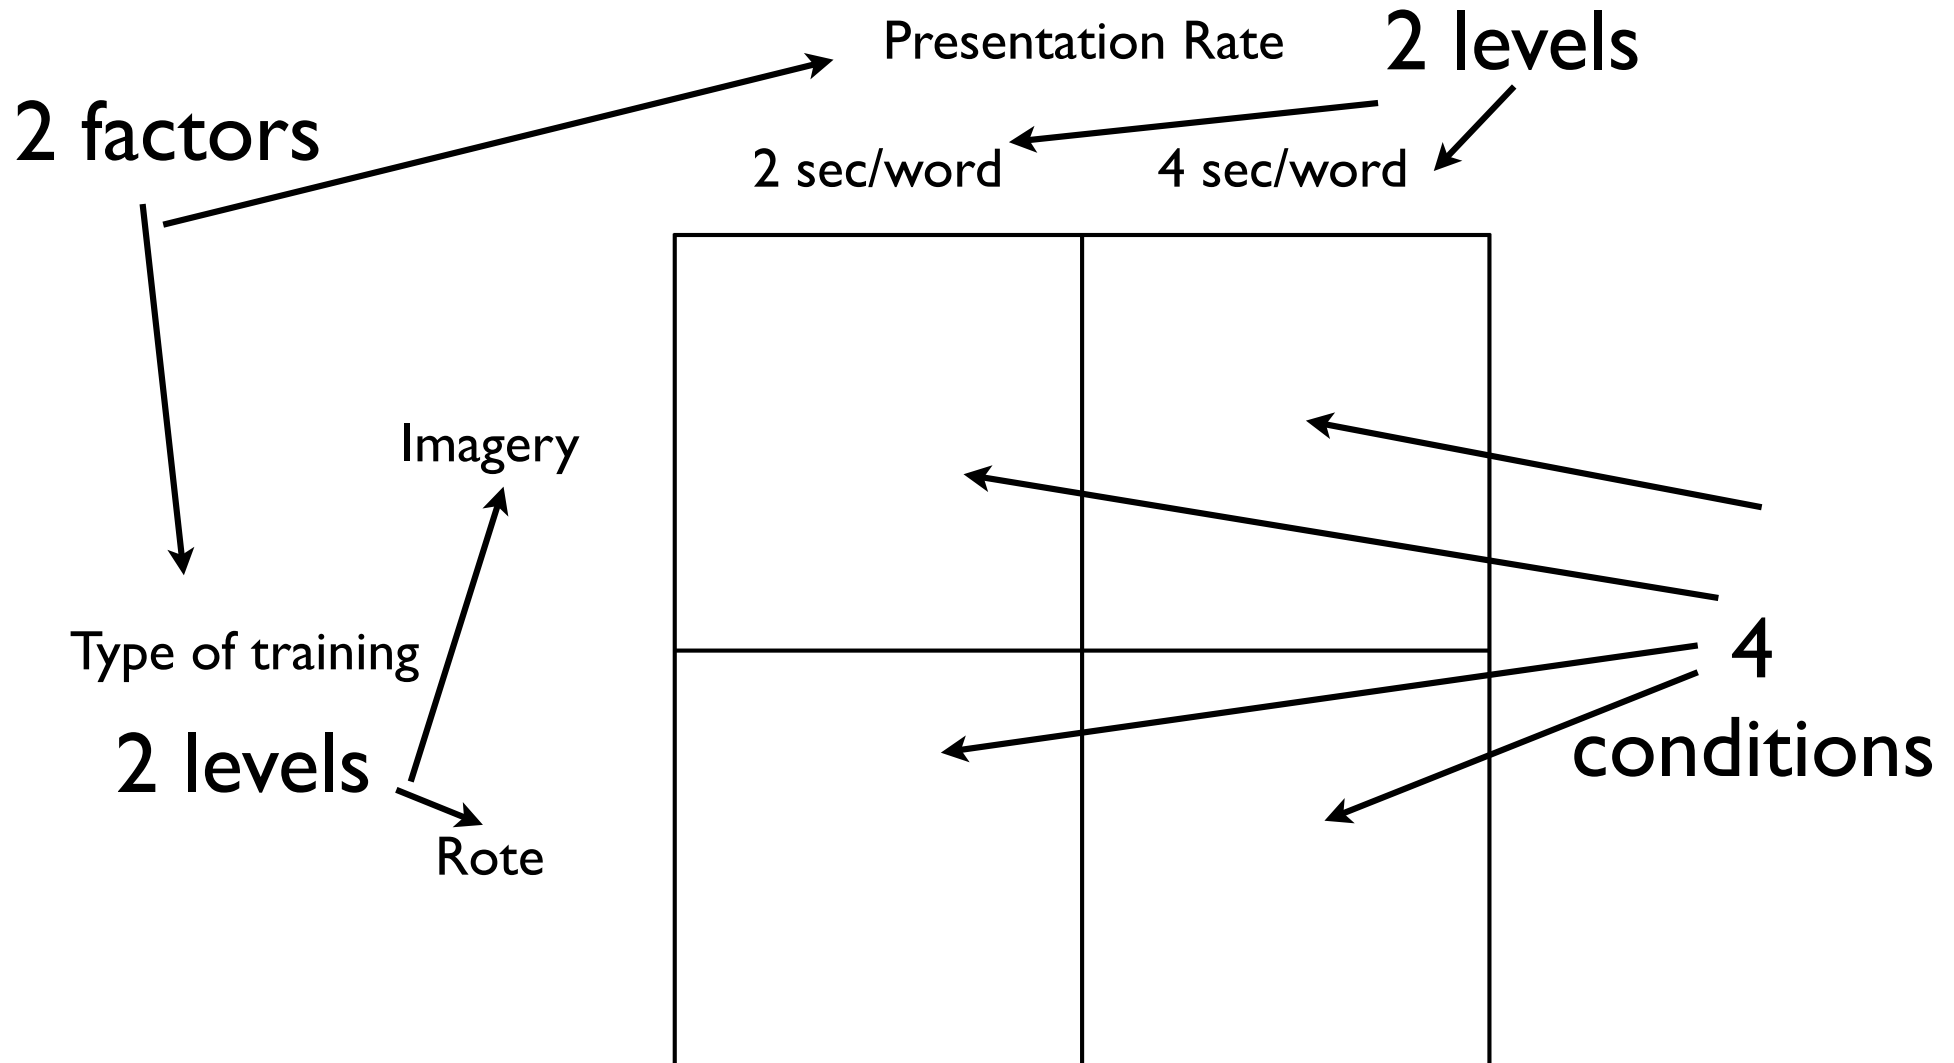 Presentation Rate
2 levels
2 factors
2 sec/word
4 sec/word
Imagery
Type of training
2 levels
Rote
4
conditions